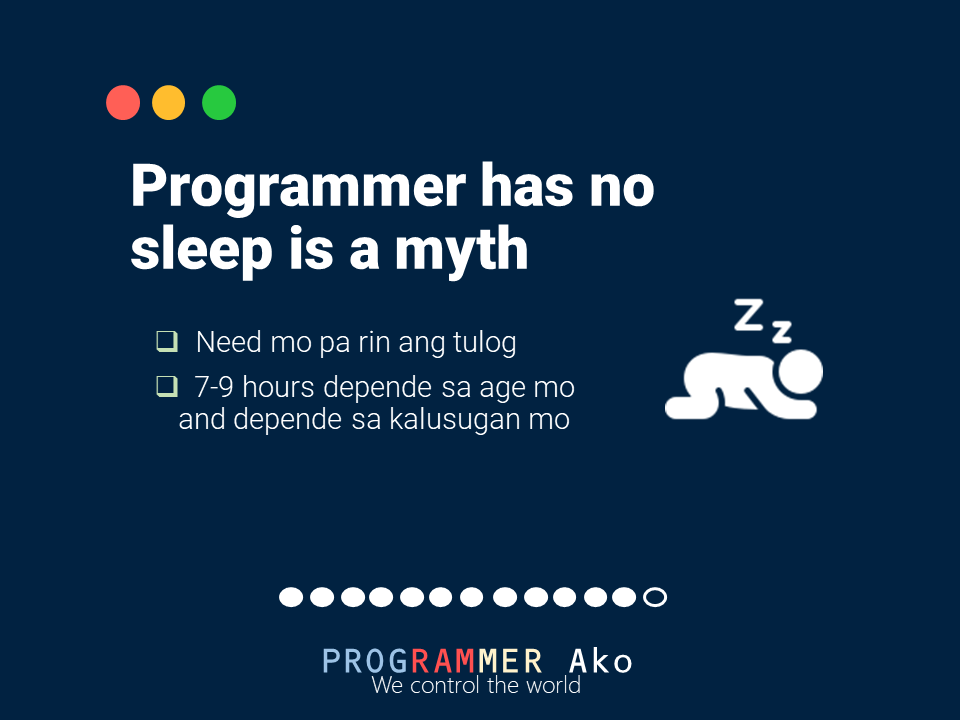 Programmer has no
sleep is a myth
Z
z
❑ Need mo pa rin ang tulog
❑ 7-9 hours depende sa age mo
and depende sa kalusugan mo
PROGRAMMER Ako
We control the world